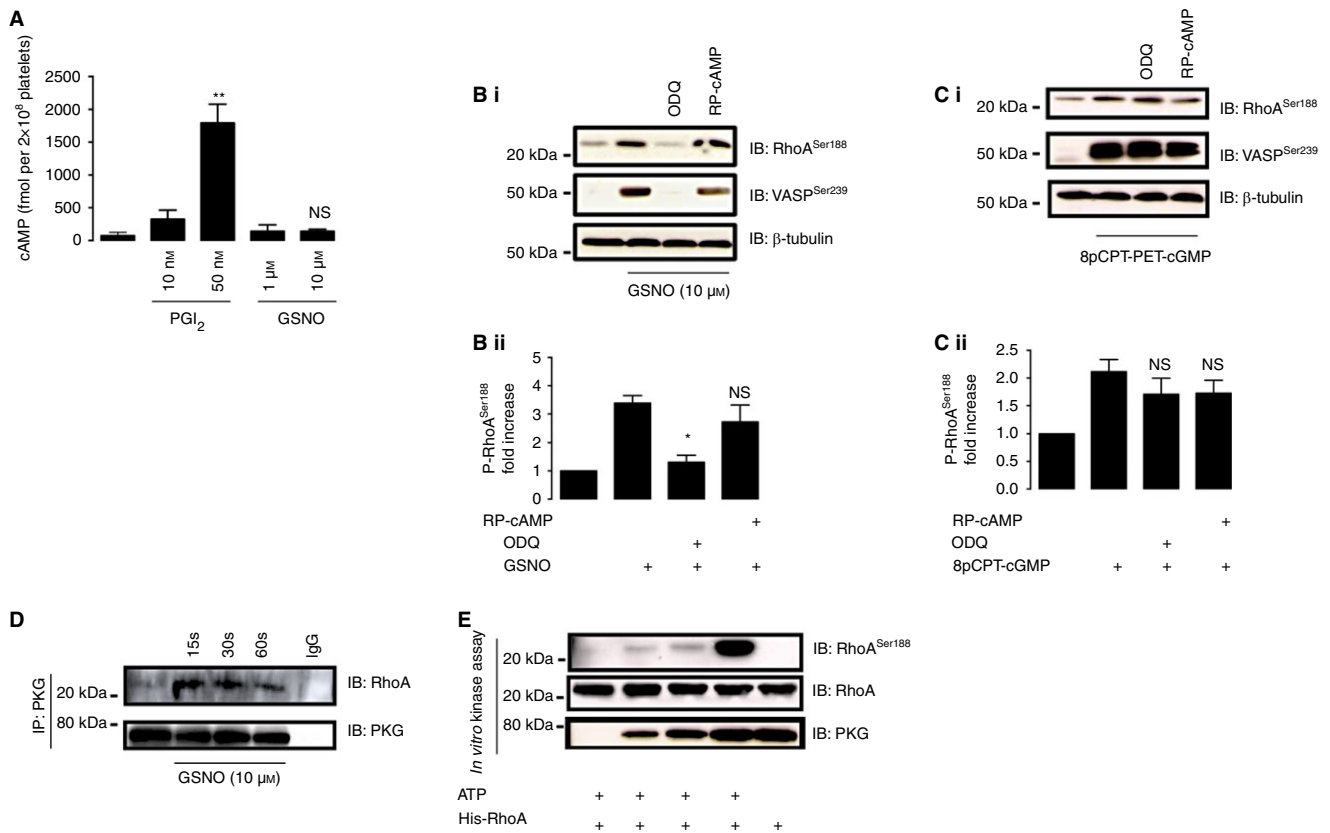 A
cAMP (fmol per 2×10⁸ platelets)
2500
2000
1500
1000
500
0
**
NS
10 nM
50 nM
1 μM
10 μM
PGI₂
GSNO
B i
ODQ
RP-cAMP
20 kDa
IB: RhoA^Ser188
50 kDa
IB: VASP^Ser239
50 kDa
IB: β-tubulin
GSNO (10 μM)
C i
ODQ
RP-cAMP
20 kDa
IB: RhoA^Ser188
50 kDa
IB: VASP^Ser239
50 kDa
IB: β-tubulin
8pCPT-PET-cGMP
B ii
P-RhoA^Ser188
fold increase
5
4
3
2
1
0
*
NS
RP-cAMP +
ODQ +
GSNO + + +
C ii
P-RhoA^Ser188
fold increase
2.5
2.0
1.5
1.0
0.5
0.0
NS NS
RP-cAMP +
ODQ +
8pCPT-cGMP + + +
D
15s
30s
60s
IgG
IP: PKG
20 kDa
IB: RhoA
80 kDa
IB: PKG
GSNO (10 μM)
E
In vitro kinase assay
20 kDa
IB: RhoA^Ser188
20 kDa
IB: RhoA
80 kDa
IB: PKG
ATP + + + +
His-RhoA + + + + +